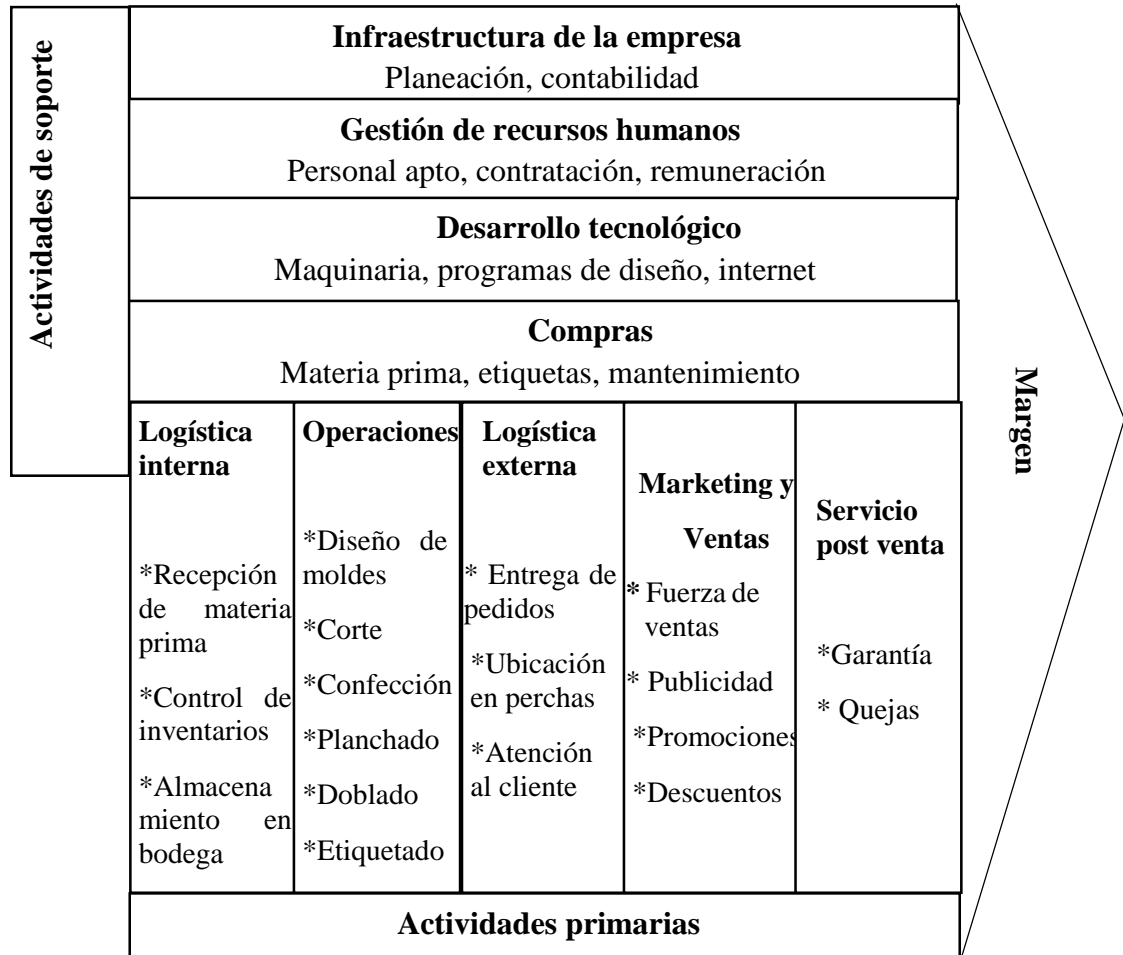 Actividades de soporte
Infraestructura de la empresa
Planeación, contabilidad
Gestión de recursos humanos
Personal apto, contratación, remuneración
Desarrollo tecnológico
Maquinaria, programas de diseño, internet
Compras
Materia prima, etiquetas, mantenimiento
Logística
interna
*Recepción
de materia
prima
*Control de
inventarios
*Almacena
miento en
bodega
Operaciones
*Diseño de
moldes
*Corte
*Confección
*Planchado
*Doblado
*Etiquetado
Logística
externa
* Entrega de
pedidos
*Ubicación
en perchas
*Atención
al cliente
Marketing y
Ventas
* Fuerza de
ventas
* Publicidad
*Promociones
*Descuentos
Servicio
post venta
*Garantía
* Quejas
Margen
Actividades primarias